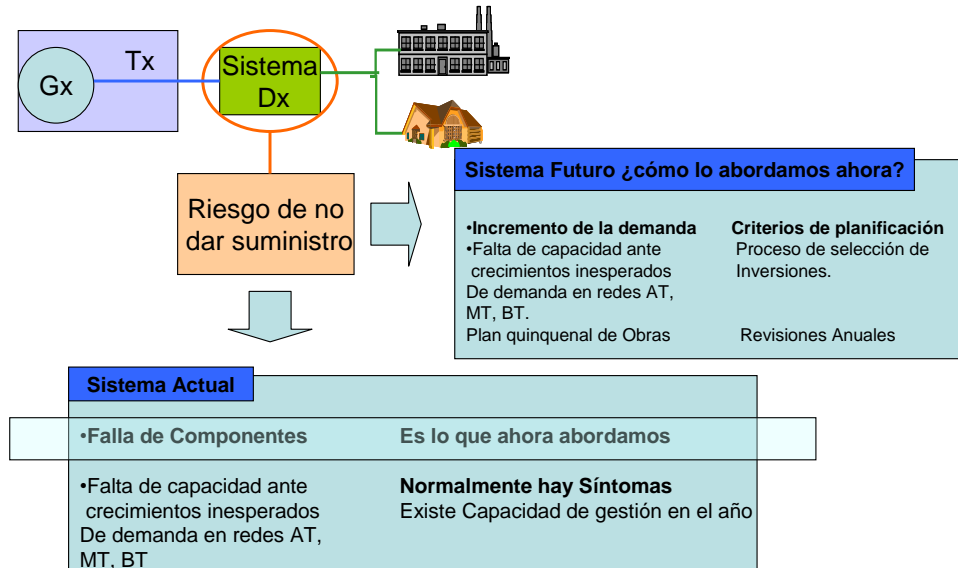 Tx
Gx
Sistema
Dx
Riesgo de no
dar suministro
Sistema Futuro ¿cómo lo abordamos ahora?
•Incremento de la demanda
•Falta de capacidad ante
crecimientos inesperados
De demanda en redes AT,
MT, BT.
Plan quinquenal de Obras
Criterios de planificación
Proceso de selección de
Inversiones.
Revisiones Anuales
Sistema Actual
•Falla de Componentes
Es lo que ahora abordamos
•Falta de capacidad ante
crecimientos inesperados
De demanda en redes AT,
MT, BT
Normalmente hay Síntomas
Existe Capacidad de gestión en el año